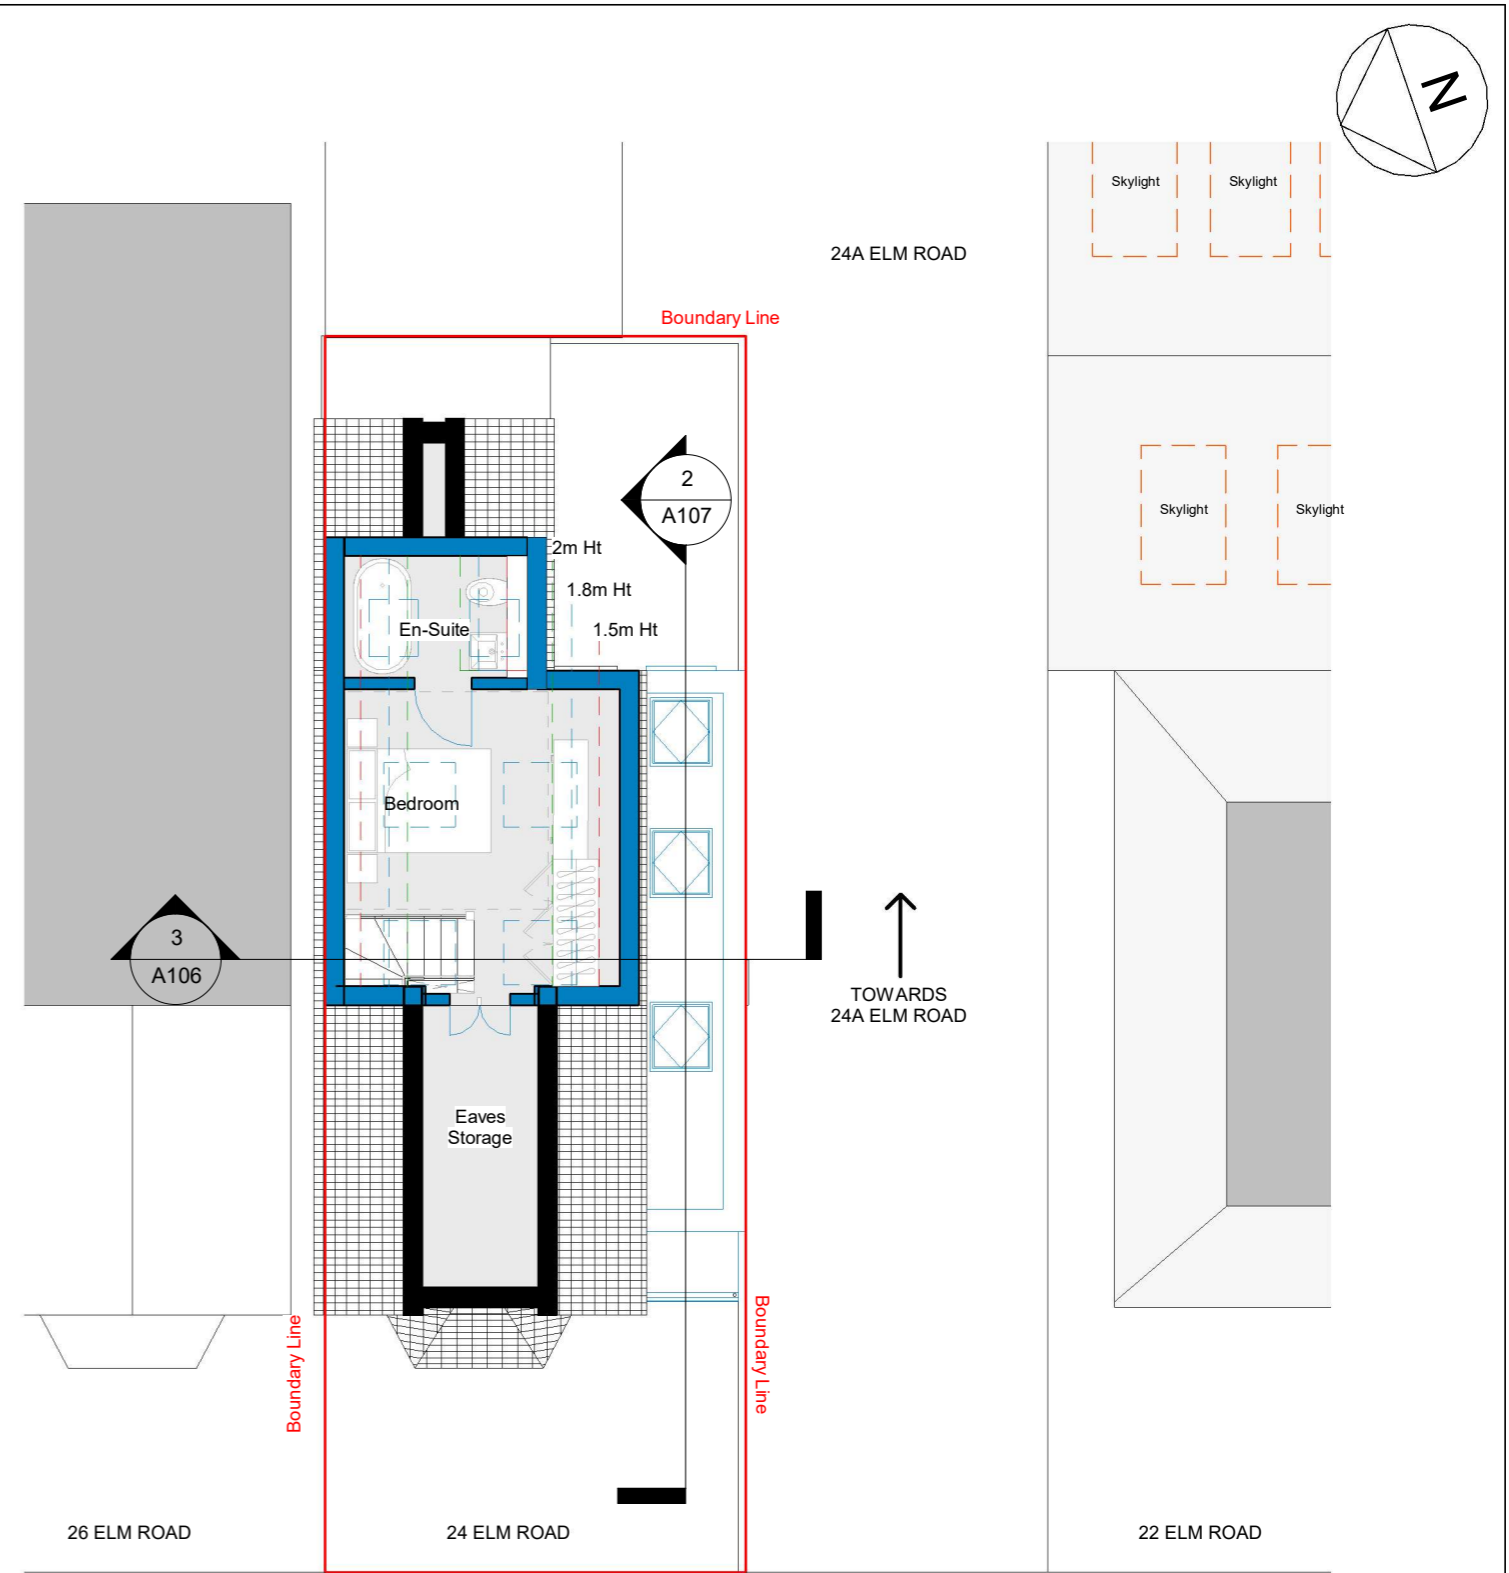 N
Skylight
Skylight
24A ELM ROAD
Boundary Line
2
A107
Skylight
Skylight
2m Ht
1.8m Ht
1.5m Ht
En-Suite
Bedroom
3
A106
TOWARDS
24A ELM ROAD
Eaves
Storage
Boundary Line
Boundary Line
26 ELM ROAD
24 ELM ROAD
22 ELM ROAD